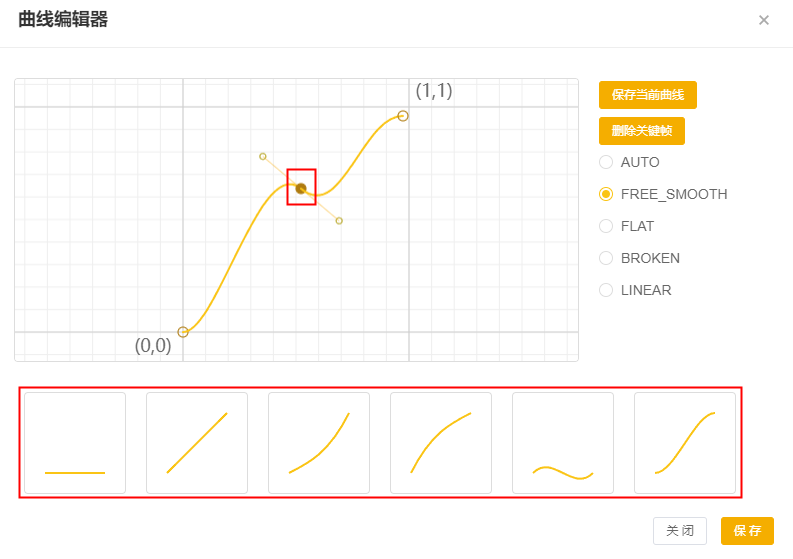 曲线编辑器
(1,1)
(0,0)
保存当前曲线
删除关键帧
AUTO
FREE_SMOOTH
FLAT
BROKEN
LINEAR
关 闭
保 存